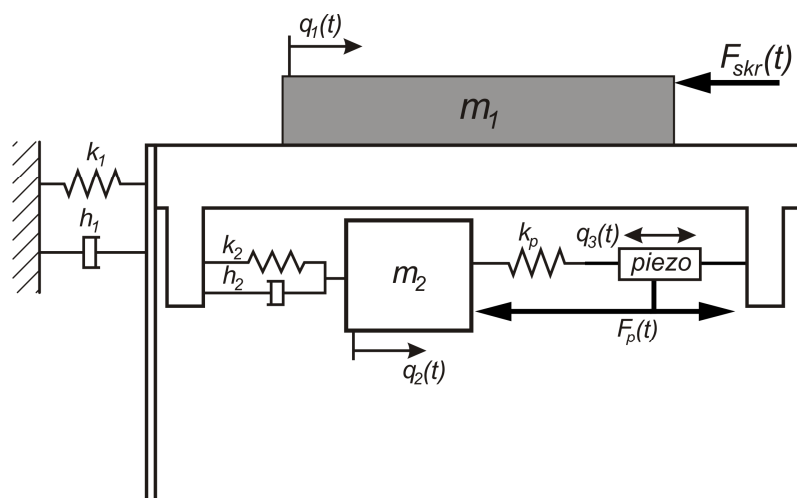 q1(t)
Fskr(t)
m1
k1
h1
k2
h2
m2
kp
q3(t)
piezo
Fp(t)
q2(t)